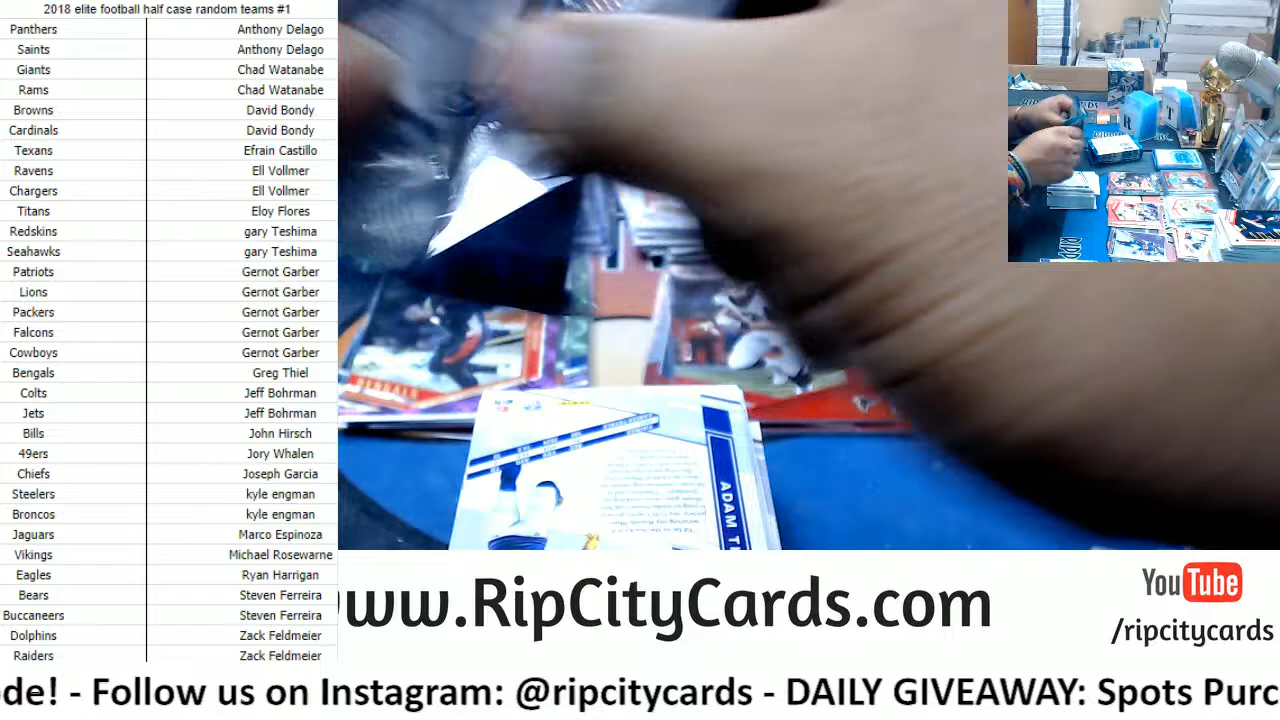 2018 elite football half case random teams #1
Panthers Anthony Delago
Saints Anthony Delago
Giants Chad Watanabe
Rams Chad Watanabe
Browns David Bondy
Cardinals David Bondy
Texans Efrain Castillo
Ravens Ell Vollmer
Chargers Ell Vollmer
Titans Eloy Flores
Redskins gary Teshima
Seahawks gary Teshima
Patriots Gernot Garber
Lions Gernot Garber
Packers Gernot Garber
Falcons Gernot Garber
Cowboys Gernot Garber
Bengals Greg Thiel
Colts Jeff Bohrman
Jets Jeff Bohrman
Bills John Hirsch
49ers Jory Whalen
Chiefs Joseph Garcia
Steelers kyle engman
Broncos kyle engman
Jaguars Marco Espinoza
Vikings Michael Rosewarne
Eagles Ryan Harrigan
Bears Steven Ferreira
Buccaneers Steven Ferreira
Dolphins Zack Feldmeier
Raiders Zack Feldmeier
BENGALS
ADAM
www.RipCityCards.com
YouTube
/ripcitycards
de! - Follow us on Instagram: @ripcitycards - DAILY GIVEAWAY: Spots Purc